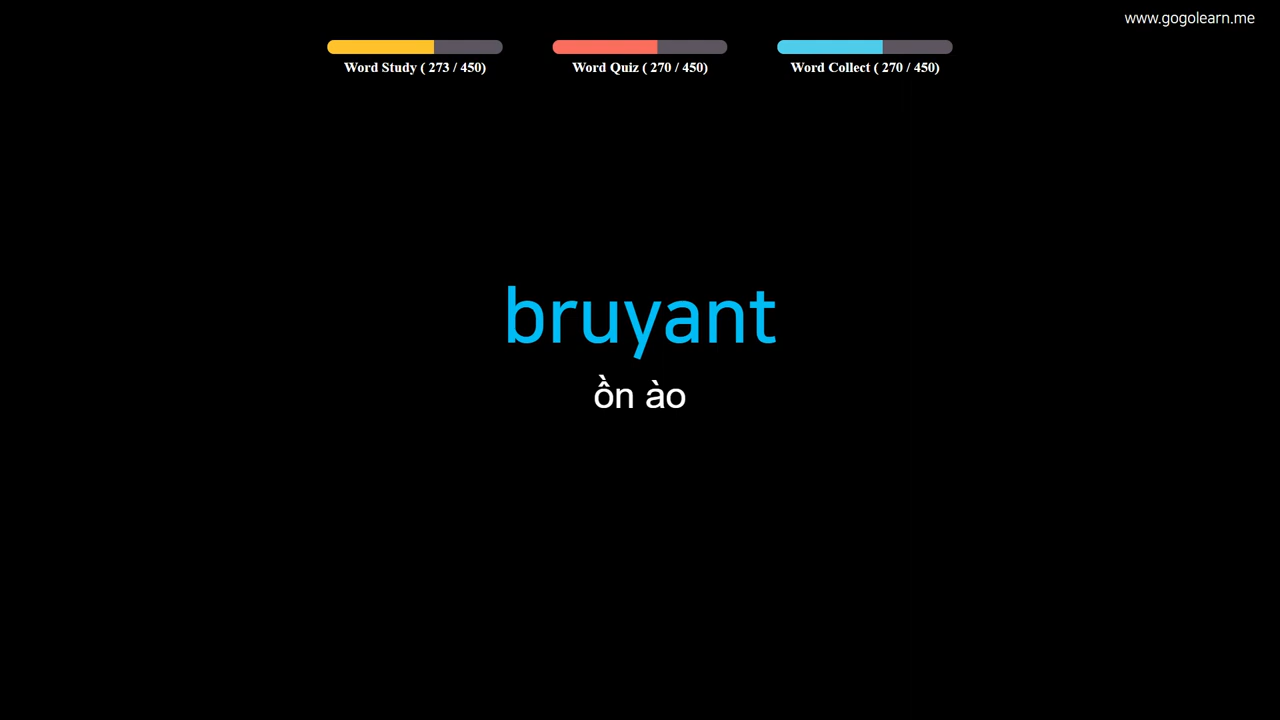 www.gogolearn.me
Word Study ( 273 / 450)
Word Quiz ( 270 / 450)
Word Collect ( 270 / 450)
bruyant
ồn ào